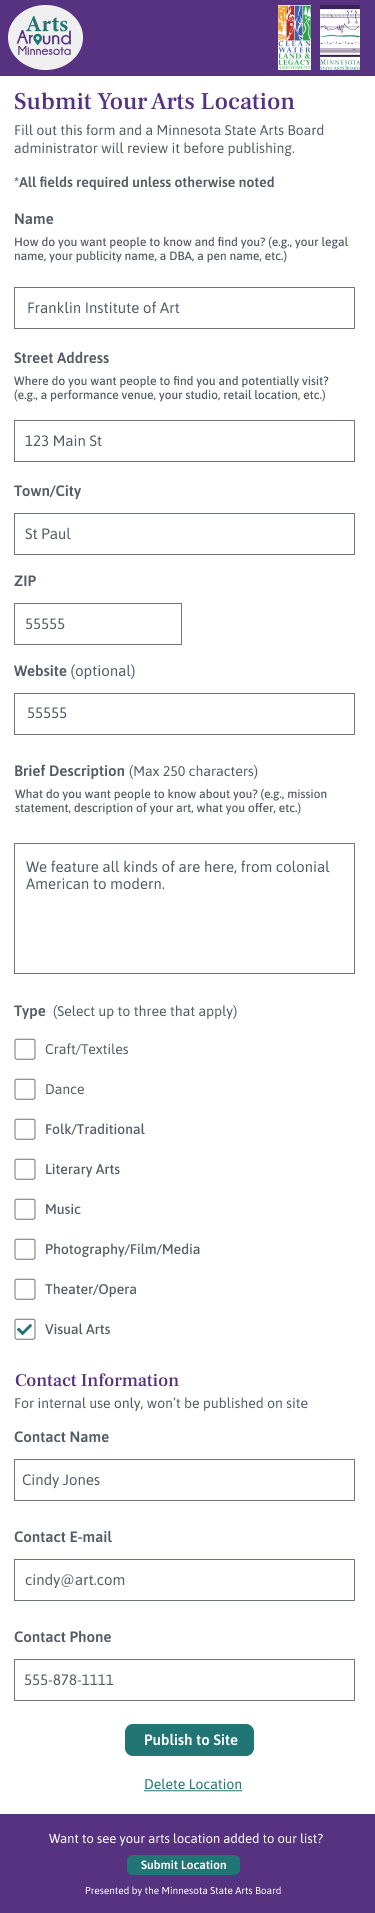 Arts
Around
Minnesota
CLEAN
WATER
LAND &
LEGACY
AMENDMENT
MINNESOTA
STATE ARTS BOARD
Submit Your Arts Location
Fill out this form and a Minnesota State Arts Board
administrator will review it before publishing.
*All fields required unless otherwise noted
Name
How do you want people to know and find you? (e.g., your legal
name, your publicity name, a DBA, a pen name, etc.)
Franklin Institute of Art
Street Address
Where do you want people to find you and potentially visit?
(e.g., a performance venue, your studio, retail location, etc.)
123 Main St
Town/City
St Paul
ZIP
55555
Website (optional)
55555
Brief Description (Max 250 characters)
What do you want people to know about you? (e.g., mission
statement, description of your art, what you offer, etc.)
We feature all kinds of are here, from colonial
American to modern.
Type (Select up to three that apply)
Craft/Textiles
Dance
Folk/Traditional
Literary Arts
Music
Photography/Film/Media
Theater/Opera
Visual Arts
Contact Information
For internal use only, won’t be published on site
Contact Name
Cindy Jones
Contact E-mail
cindy@art.com
Contact Phone
555-878-1111
Publish to Site
Delete Location
Want to see your arts location added to our list?
Submit Location
Presented by the Minnesota State Arts Board